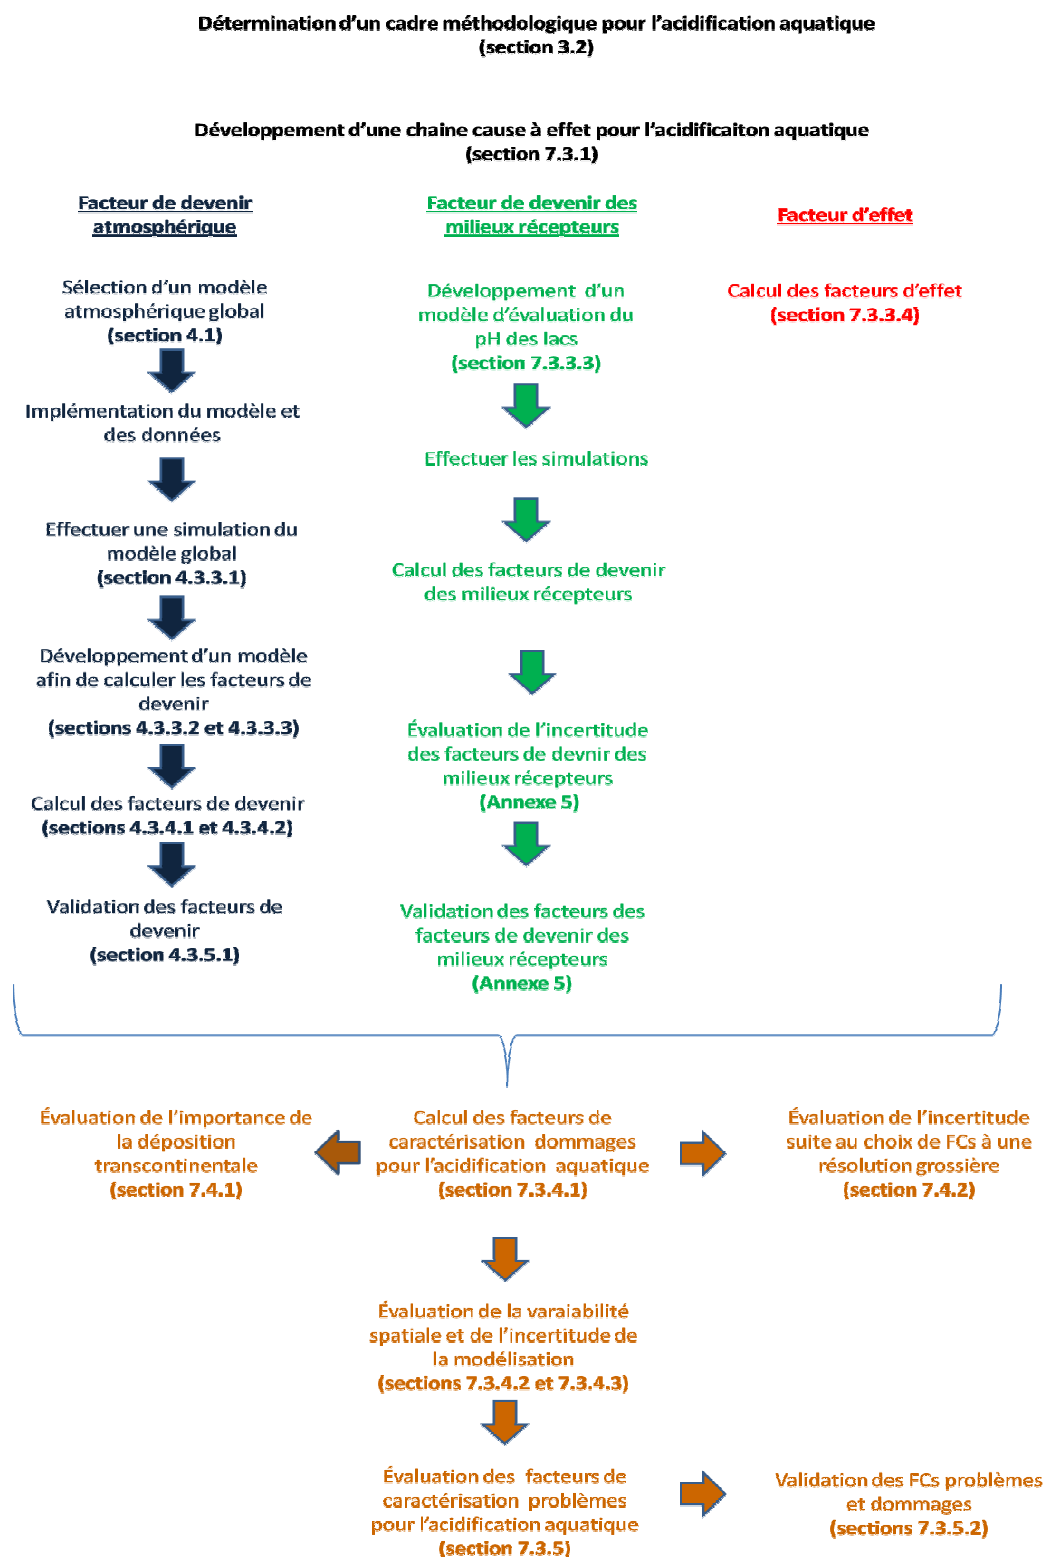 Détermination d'un cadre méthodologique pour l'acidification aquatique
(section 3.2)
Développement d'une chaine cause à effet pour l'acidificaiton aquatique
(section 7.3.1)
Facteur de devenir
atmosphérique
Sélection d'un modèle
atmosphérique global
(section 4.1)
Implémentation du modèle et
des données
Effectuer une simulation du
modèle global
(section 4.3.3.1)
Développement d'un modèle
afin de calculer les facteurs de
devenir
(sections 4.3.3.2 et 4.3.3.3)
Calcul des facteurs de devenir
(sections 4.3.4.1 et 4.3.4.2)
Validation des facteurs de
devenir
(section 4.3.5.1)
Facteur de devenir des
milieux récepteurs
Développement d'un
modèle d'évaluation du
pH des lacs
(section 7.3.3.3)
Effectuer les simulations
Calcul des facteurs de devenir
des milieux récepteurs
Évaluation de l'incertitude
des facteurs de devnir des
milieux récepteurs
(Annexe 5)
Validation des facteurs des
facteurs de devenir des
milieux récepteurs
(Annexe 5)
Facteur d'effet
Calcul des facteurs d'effet
(section 7.3.3.4)
Évaluation de l'importance de
la déposition
transcontinentale
(section 7.4.1)
Calcul des facteurs de
caractérisation dommages
pour l'acidification aquatique
(section 7.3.4.1)
Évaluation de l'incertitude
suite au choix de FCs à une
résolution grossière
(section 7.4.2)
Évaluation de la varaiabilité
spatiale et de l'incertitude de
la modélisation
(sections 7.3.4.2 et 7.3.4.3)
Évaluation des facteurs de
caractérisation problèmes
pour l'acidification aquatique
(section 7.3.5)
Validation des FCs problèmes
et dommages
(sections 7.3.5.2)